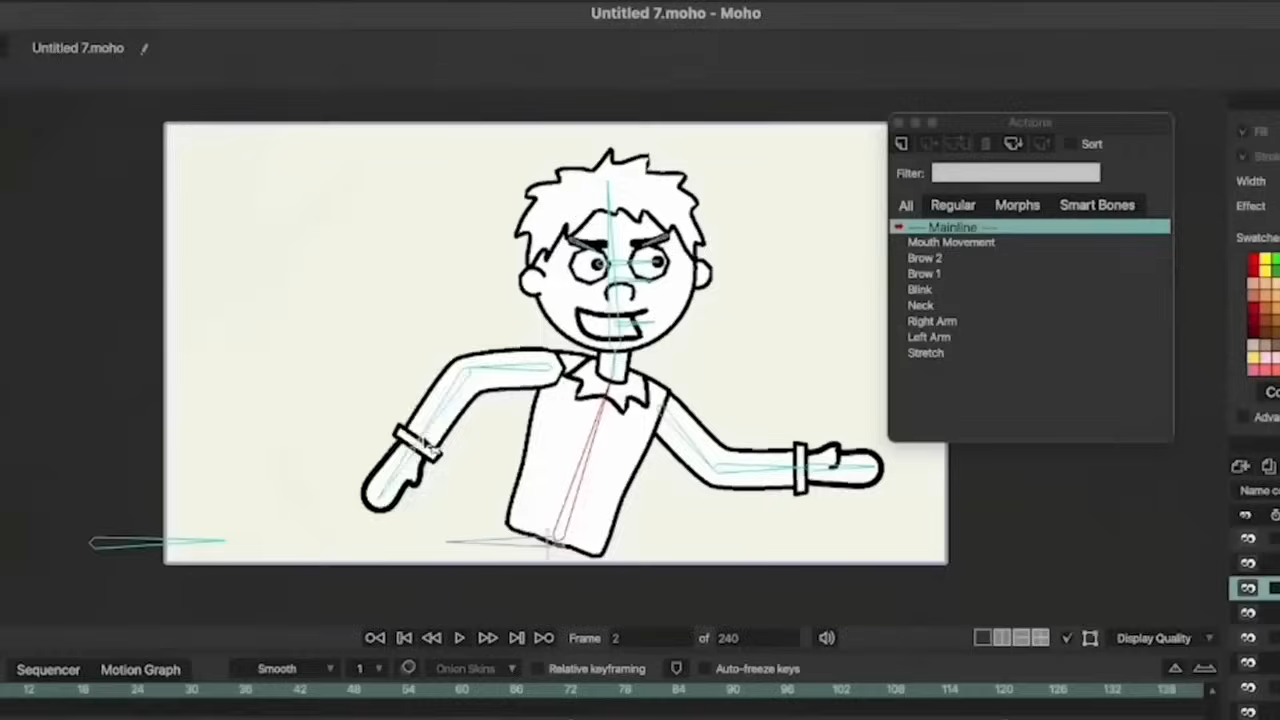 Untitled 7.moho - Moho
Untitled 7.moho
Actions
Sort
Filter:
All Regular Morphs Smart Bones
--- Mainline ---
Mouth Movement
Brow 2
Brow 1
Blink
Neck
Right Arm
Left Arm
Stretch
Fill
Width
Effect
Swatches
Name
Frame 2 of 240
Display Quality
Sequencer Motion Graph Smooth 1 Onion Skins Relative keyframing Auto-freeze keys
12 18 24 30 36 42 48 54 60 66 72 78 84 90 96 102 108 114 120 126 132 138